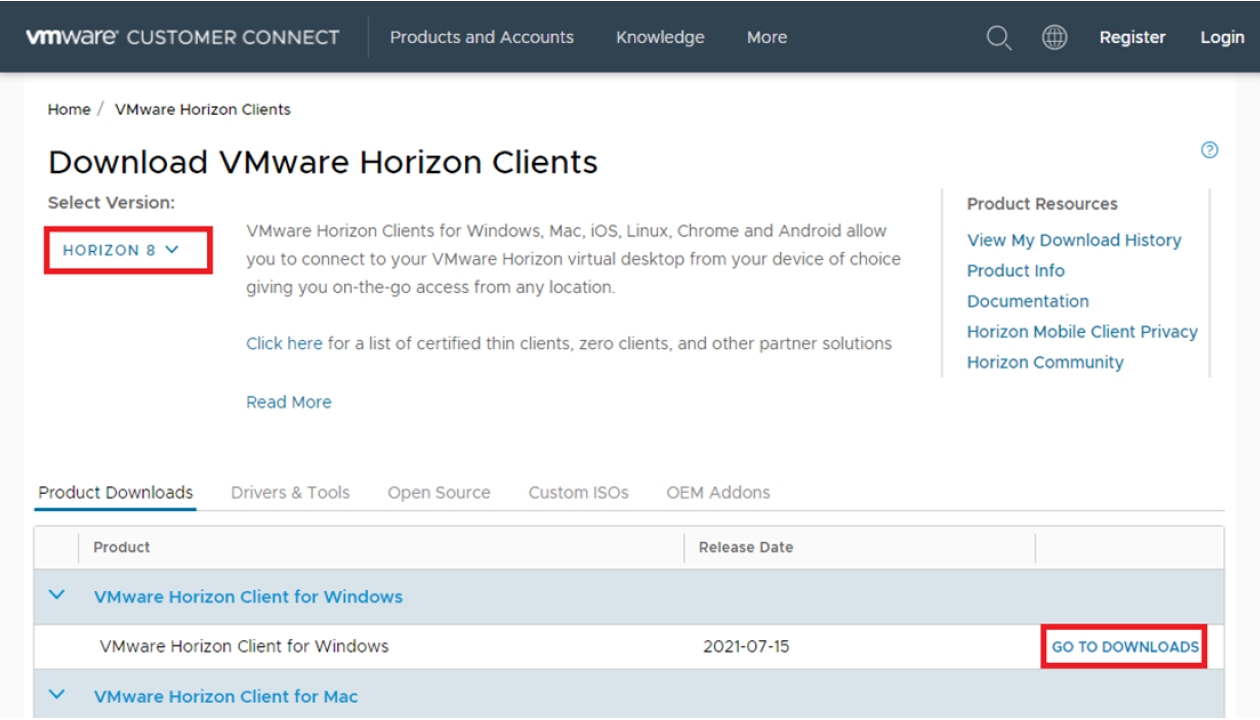 vmware® CUSTOMER CONNECT Products and Accounts Knowledge More Register Login
Home / VMware Horizon Clients
Download VMware Horizon Clients
?
Select Version:
HORIZON 8
VMware Horizon Clients for Windows, Mac, iOS, Linux, Chrome and Android allow
you to connect to your VMware Horizon virtual desktop from your device of choice
giving you on-the-go access from any location.
Click here for a list of certified thin clients, zero clients, and other partner solutions
Read More
Product Resources
View My Download History
Product Info
Documentation
Horizon Mobile Client Privacy
Horizon Community
Product Downloads Drivers & Tools Open Source Custom ISOs OEM Addons
Product Release Date
VMware Horizon Client for Windows
VMware Horizon Client for Windows 2021-07-15 GO TO DOWNLOADS
VMware Horizon Client for Mac